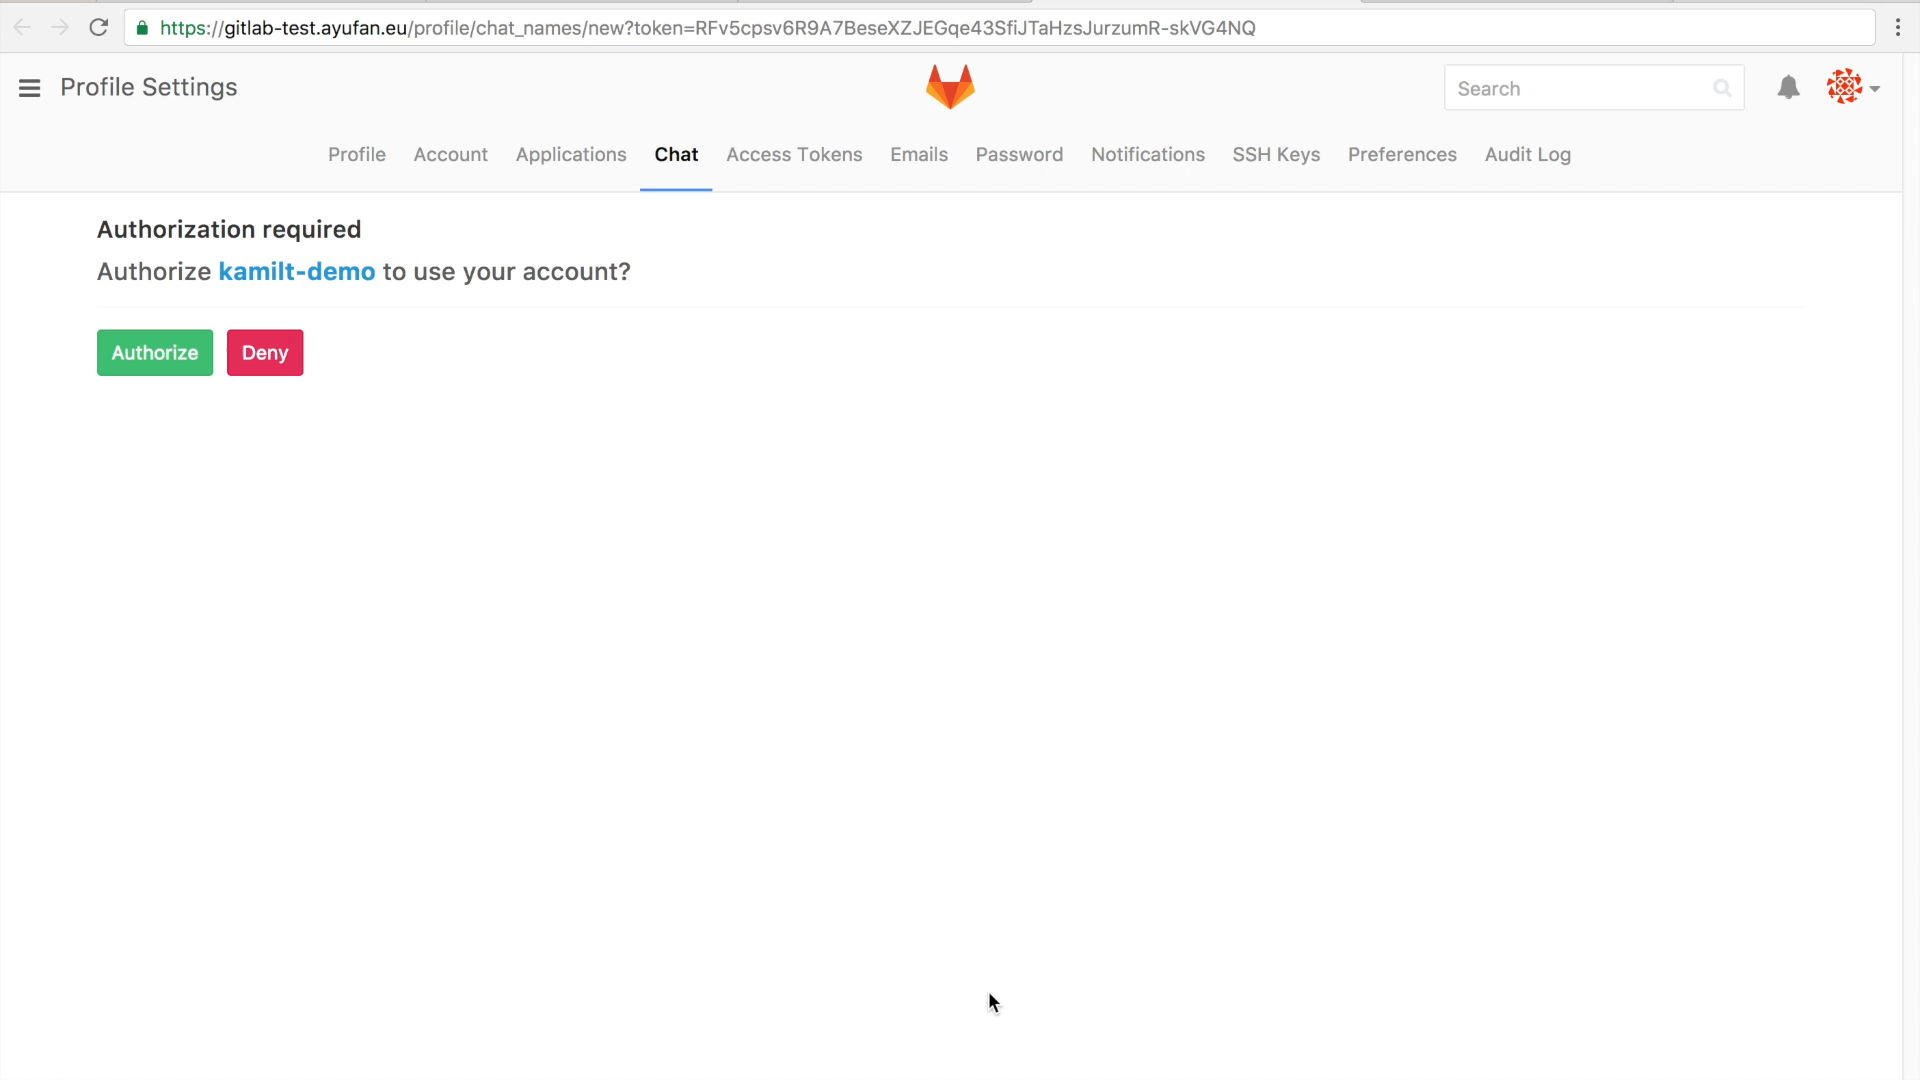 https://gitlab-test.ayufan.eu/profile/chat_names/new?token=RFv5cpsv6R9A7BeseXZJEGqe43SfiJTaHzsJurzumR-skVG4NQ
Profile Settings
Search
Profile Account Applications Chat Access Tokens Emails Password Notifications SSH Keys Preferences Audit Log
Authorization required
Authorize kamilt-demo to use your account?
Authorize Deny